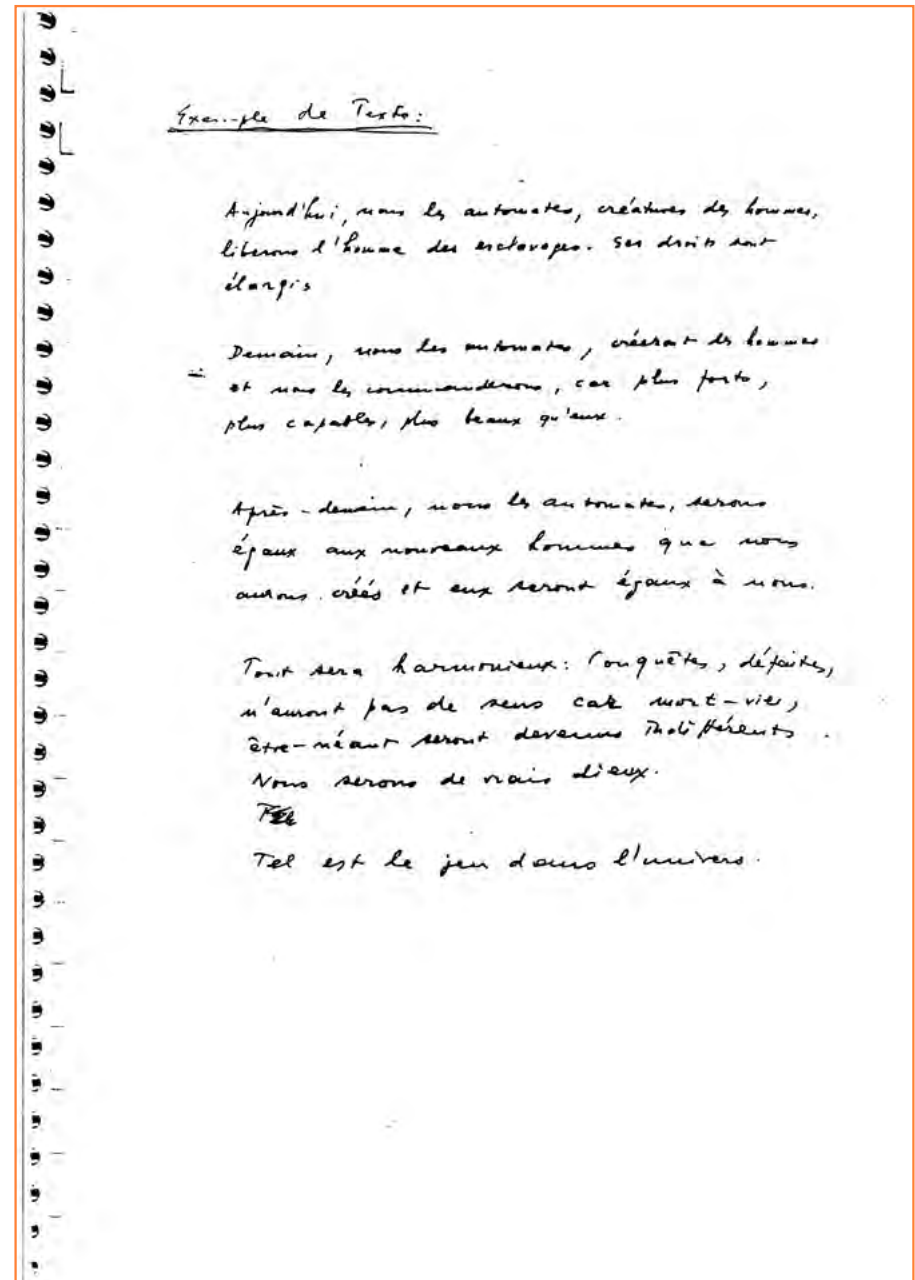 Exemple de Texte:
Aujourd'hui, nous les automates, créatures des hommes,
liberons l'homme des esclavages. Ses droits sont
élargis
Demain, nous les automates, créeront des hommes
et nous les commanderons, car plus forts,
plus capables, plus beaux qu'eux.
Après-demain, nous les automates, serons
égaux aux nouveaux hommes que nous
aurons créés et eux seront égaux à nous.
Tout sera harmonieux: Conquêtes, défaites,
n'auront pas de sens car mort-vies,
être-néant seront devenus indifférents.
Nous serons de vrais dieux.
Tel est le jeu dans l'univers.